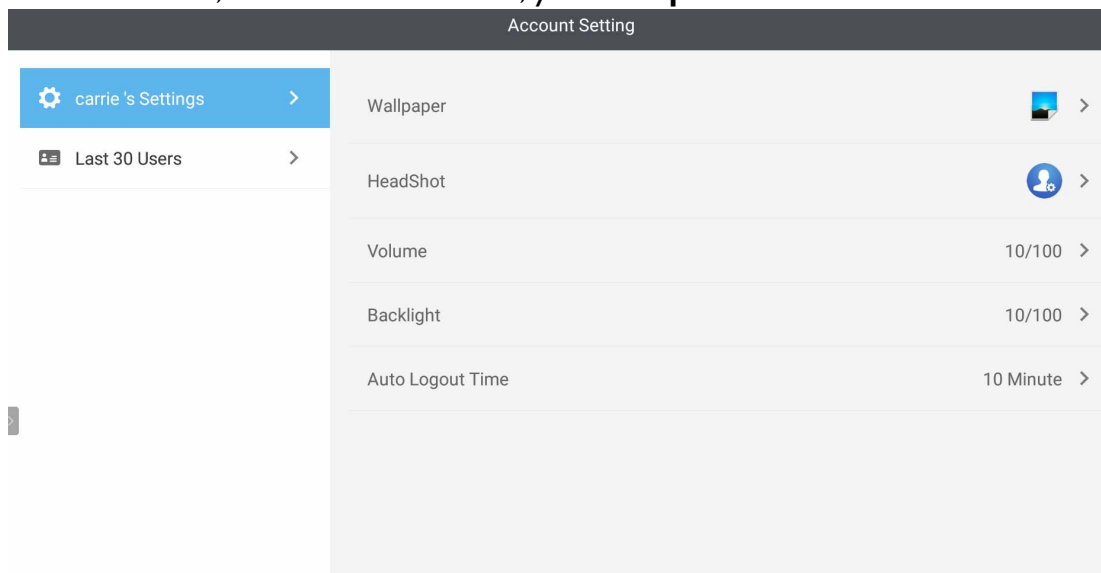 Account Setting
carrie 's Settings
Last 30 Users
Wallpaper
HeadShot
Volume 10/100
Backlight 10/100
Auto Logout Time 10 Minute